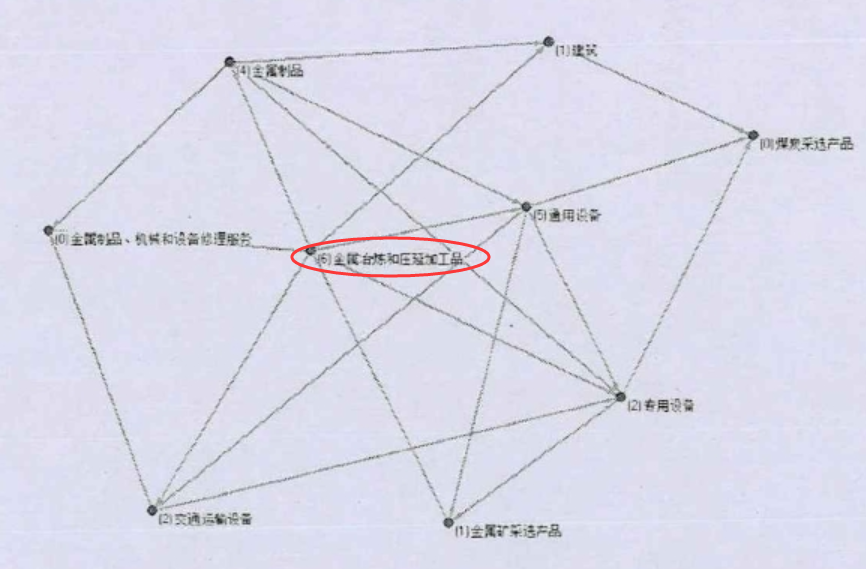 (1)建筑
(4)金属制品
(0)煤炭采选产品
(5)通用设备
(0)金属制品、机械和设备修理服务
(6)金属冶炼和压延加工品
(2)专用设备
(2)交通运输设备
(1)金属矿采选产品